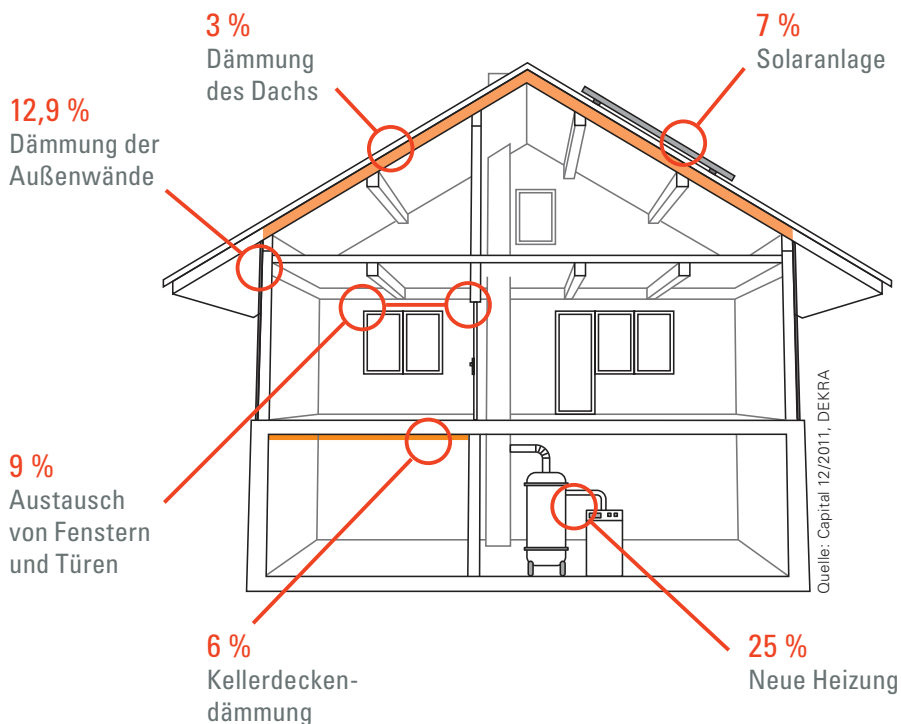 3 %
Dämmung
des Dachs
7 %
Solaranlage
12,9 %
Dämmung der
Außenwände
9 %
Austausch
von Fenstern
und Türen
6 %
Kellerdecken-
dämmung
25 %
Neue Heizung
Quelle: Capital 12/2011, DEKRA